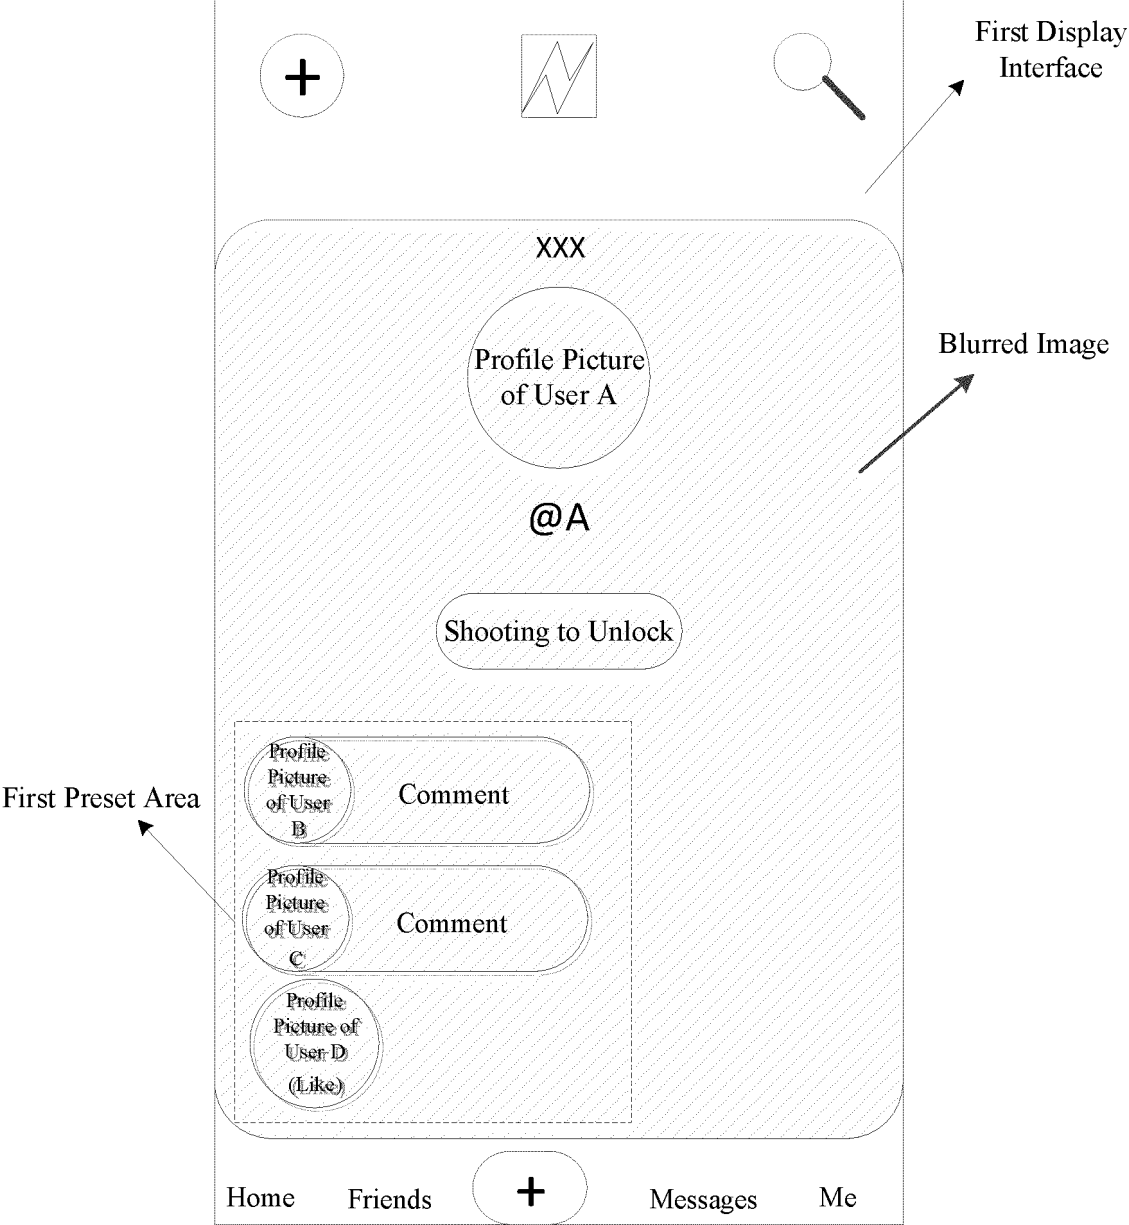 +
First Display
Interface
XXX
Profile Picture
of User A
Blurred Image
@A
Shooting to Unlock
First Preset Area
Profile
Picture
of User
B
Comment
Profile
Picture
of User
C
Comment
Profile
Picture of
User D
(Like)
Home
Friends
+
Messages
Me